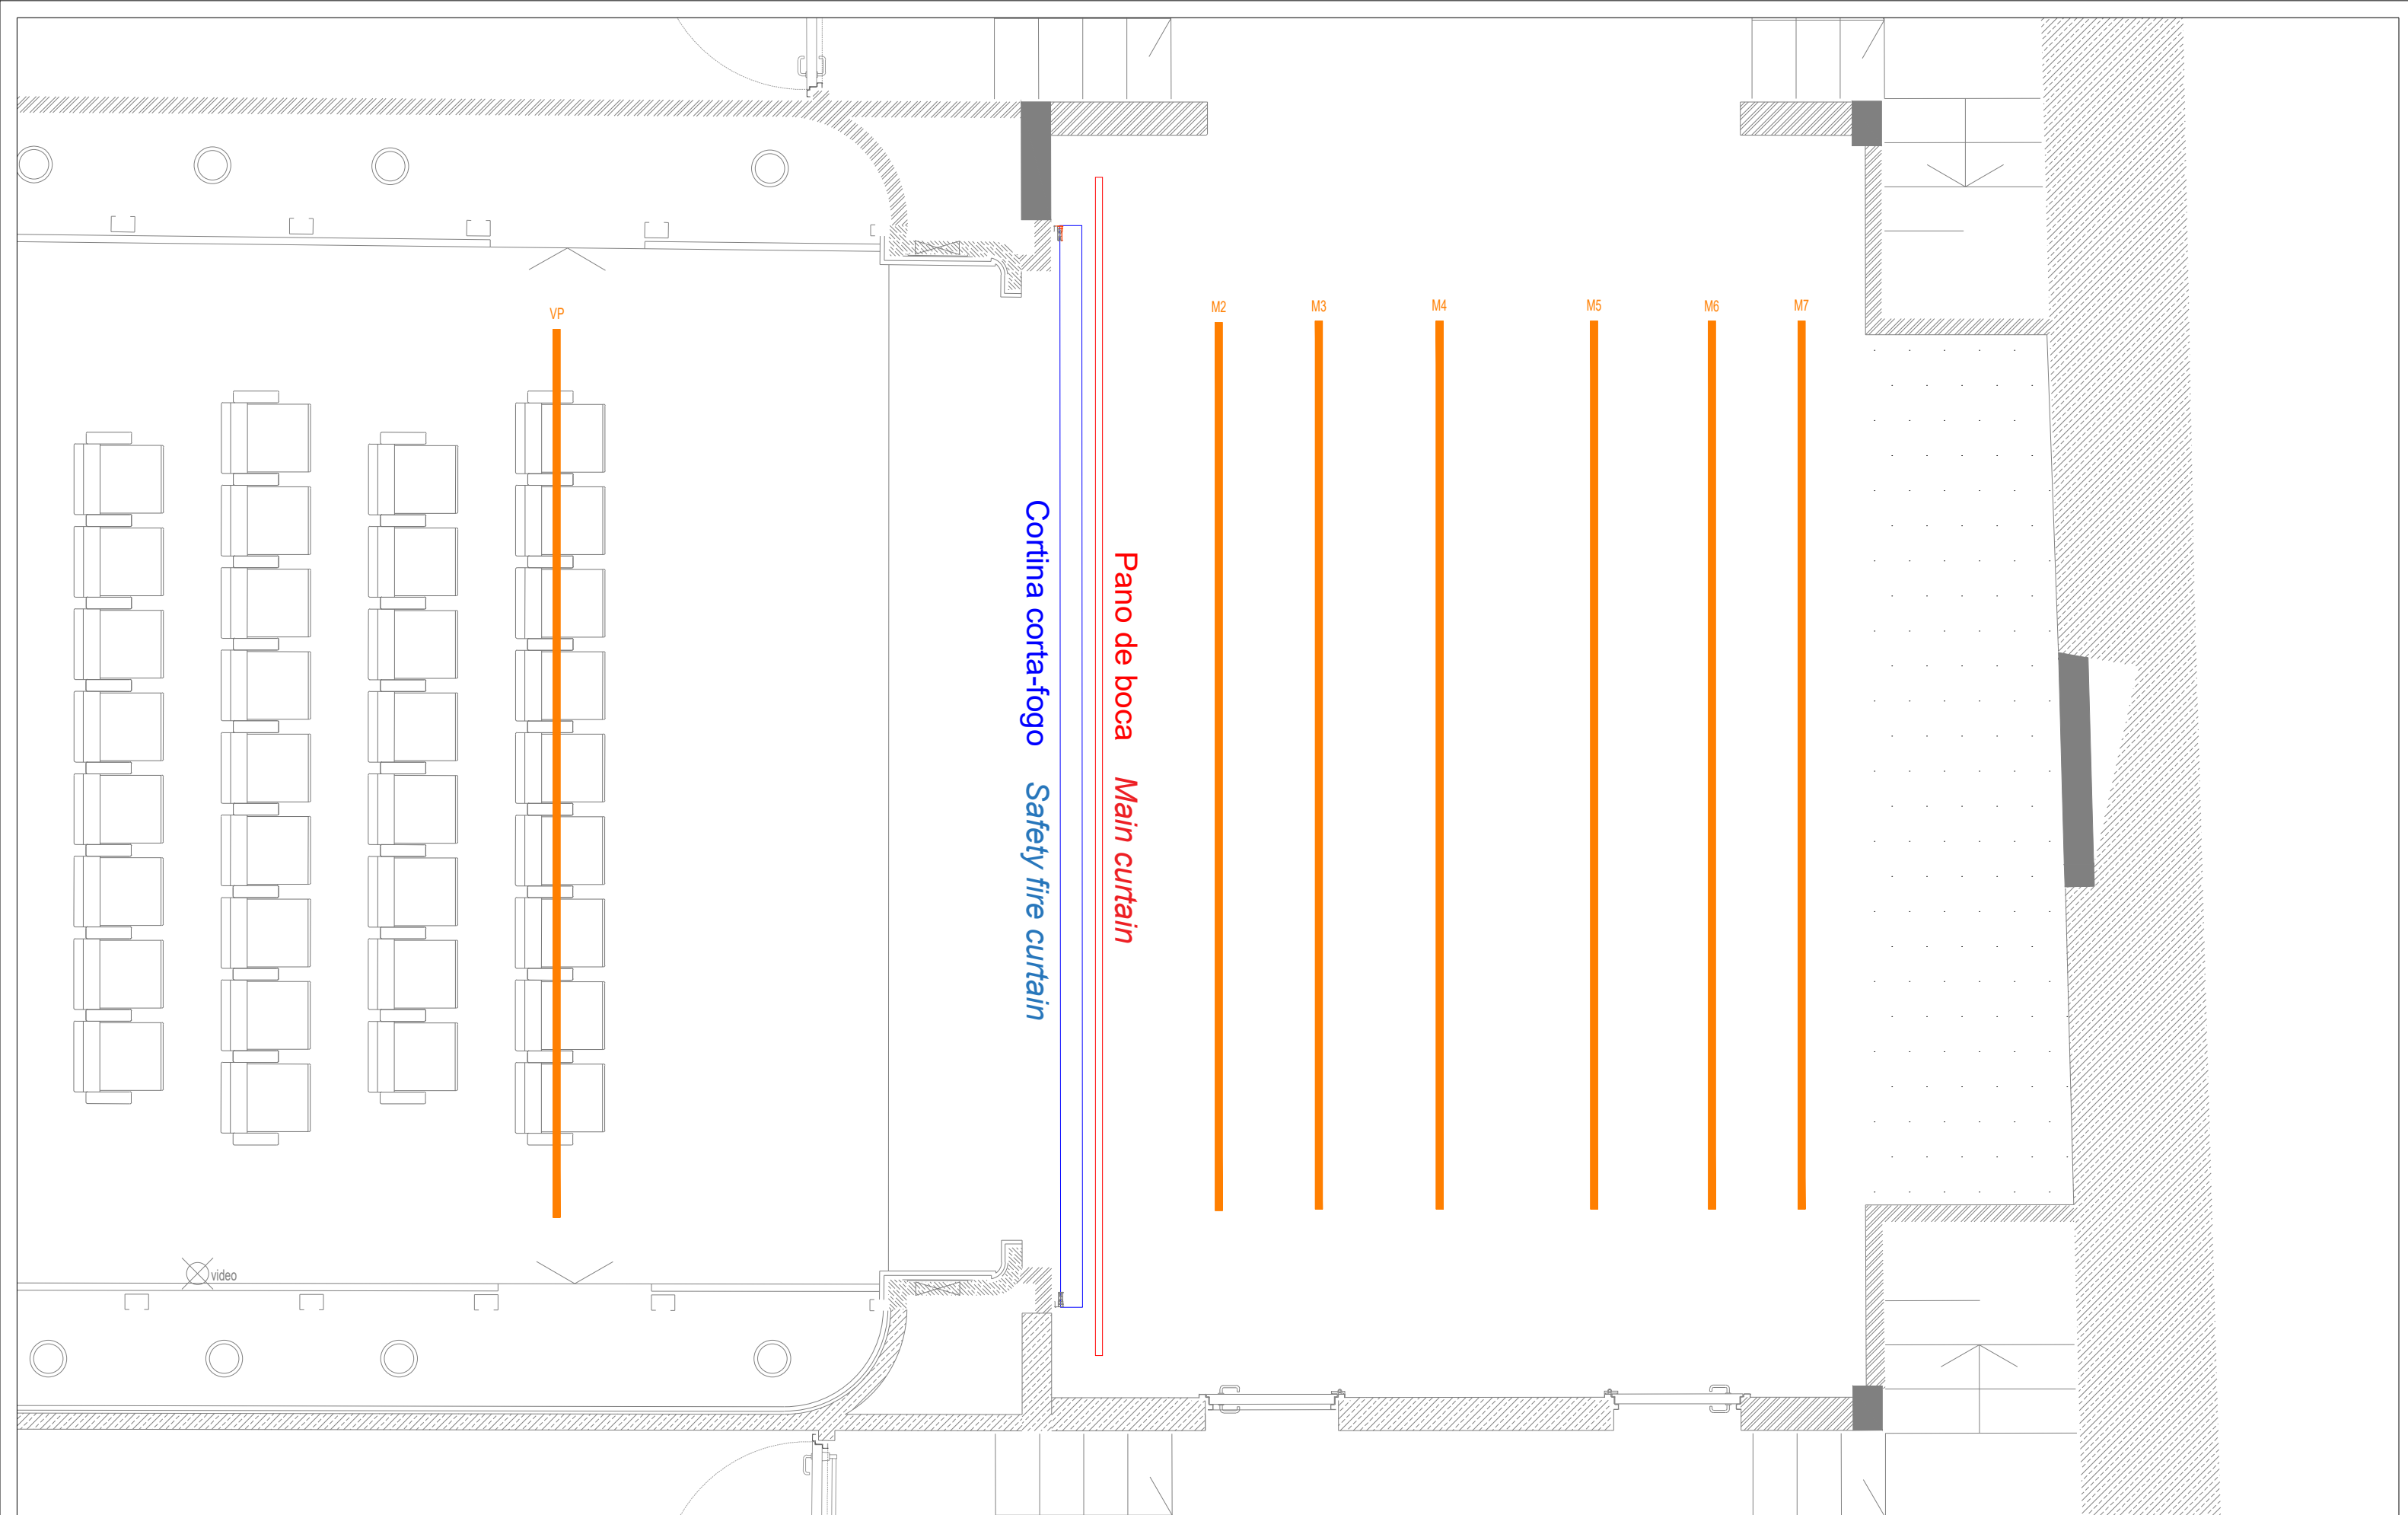 VP
M2
M3
M4
M5
M6
M7
Cortina corta-fogo Safety fire curtain
Pano de boca Main curtain
video